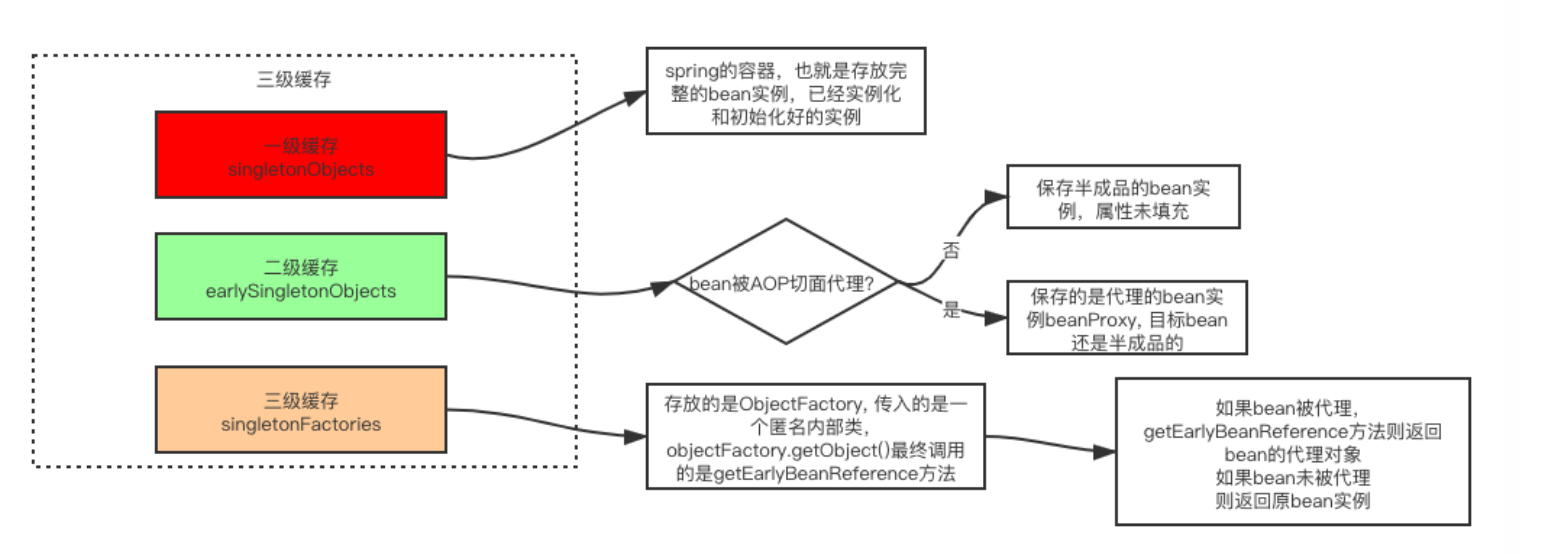 三级缓存
一级缓存
singletonObjects
spring的容器，也就是存放完
整的bean实例，已经实例化
和初始化好的实例
二级缓存
earlySingletonObjects
bean被AOP切面代理?
否
保存半成品的bean实
例，属性未填充
是
保存的是代理的bean实
例beanProxy, 目标bean
还是半成品的
三级缓存
singletonFactories
存放的是ObjectFactory, 传入的是一
个匿名内部类，
objectFactory.getObject()最终调用
的是getEarlyBeanReference方法
如果bean被代理，
getEarlyBeanReference方法则返回
bean的代理对象
如果bean未被代理
则返回原bean实例